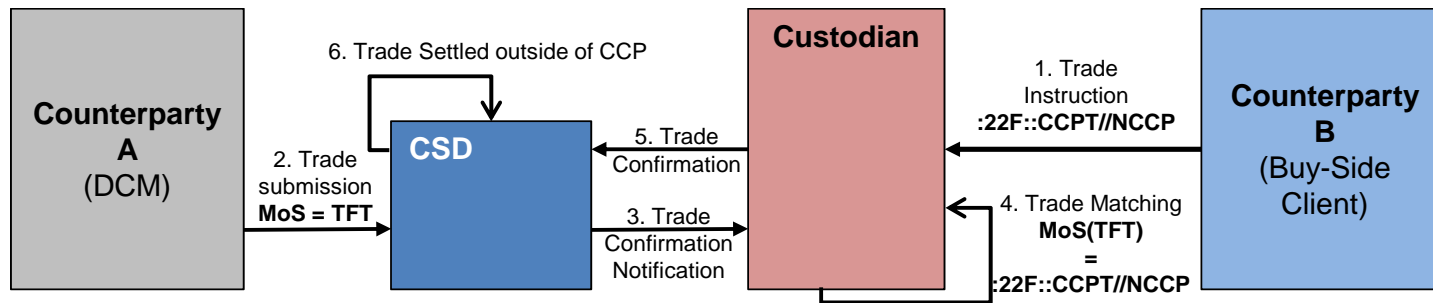 Counterparty
A
(DCM)
6. Trade Settled outside of CCP
2. Trade
submission
MoS = TFT
CSD
5. Trade
Confirmation
3. Trade
Confirmation
Notification
Custodian
1. Trade
Instruction
:22F::CCPT//NCCP
4. Trade Matching
MoS(TFT)
=
:22F::CCPT//NCCP
Counterparty
B
(Buy-Side
Client)